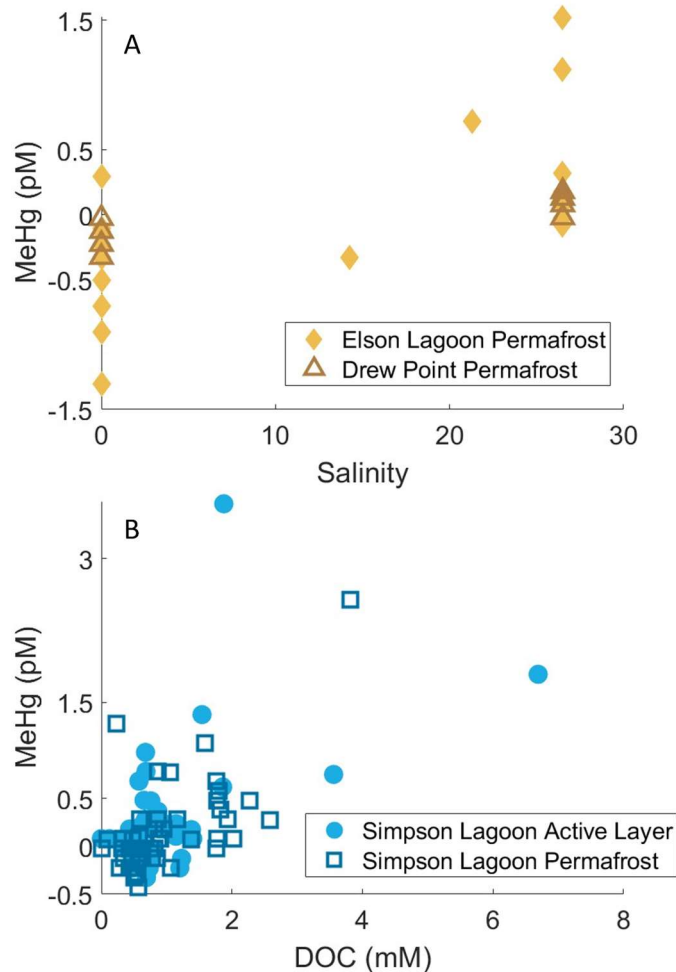 A
1.5
0.5
0
-0.5
-1.5
MeHg (pM)
Elson Lagoon Permafrost
Drew Point Permafrost
0
10
20
30
Salinity
B
3
1.5
0.5
0
-0.5
MeHg (pM)
Simpson Lagoon Active Layer
Simpson Lagoon Permafrost
0
2
4
6
8
DOC (mM)